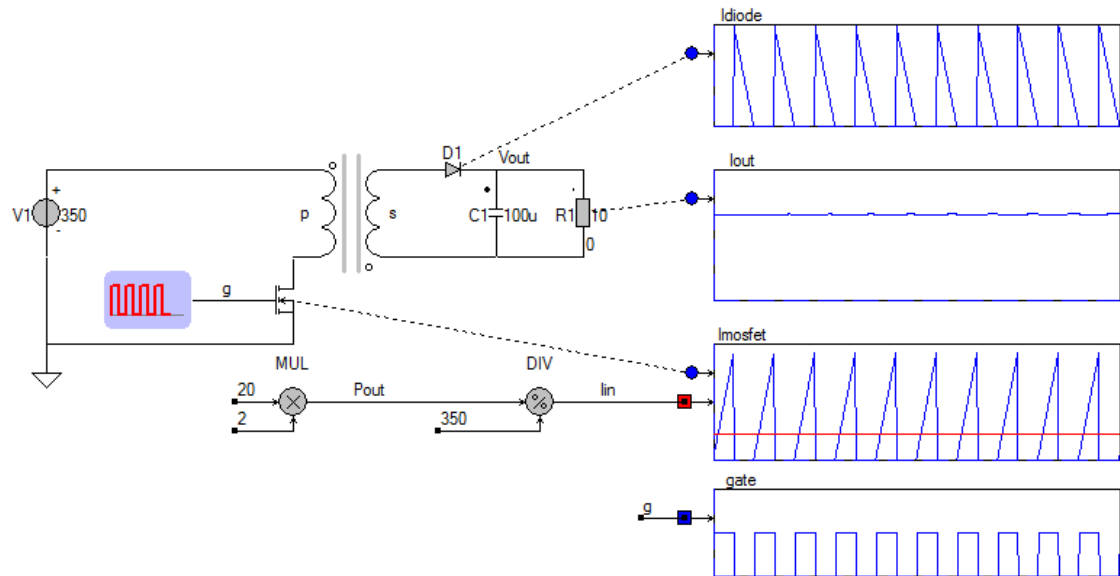 Idiode
D1
Vout
Iout
+
V1 350
-
p
s
C1 100u
R1 10
0
g
Imosfet
MUL
DIV
20
Pout
Iin
2
350
gate
g